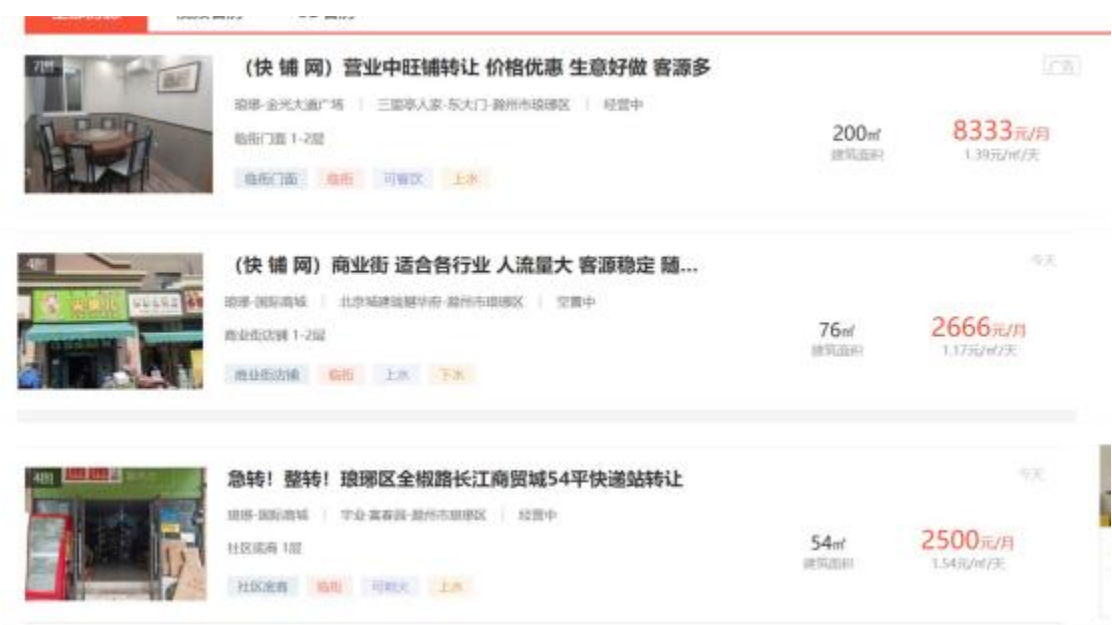 （快 铺 网）营业中旺铺转让 价格优惠 生意好做 客源多
广告
琅琊-金光大道广场 | 三里亭人家-东大门-滁州市琅琊区 | 经营中
临街门面 1-2层
200㎡
建筑面积
8333元/月
1.39元/㎡/天
临街门面 临街 可餐饮 上水
（快 铺 网）商业街 适合各行业 人流量大 客源稳定 随...
今天
琅琊-国际商城 | 北京城建珑樾华府-滁州市琅琊区 | 空置中
商业街店铺 1-2层
76㎡
建筑面积
2666元/月
1.17元/㎡/天
商业街店铺 临街 上水 下水
急转！整转！琅琊区全椒路长江商贸城54平快递站转让
今天
琅琊-国际商城 | 宇业·富春园-滁州市琅琊区 | 经营中
社区底商 1层
54㎡
建筑面积
2500元/月
1.54元/㎡/天
社区底商 临街 可明火 上水